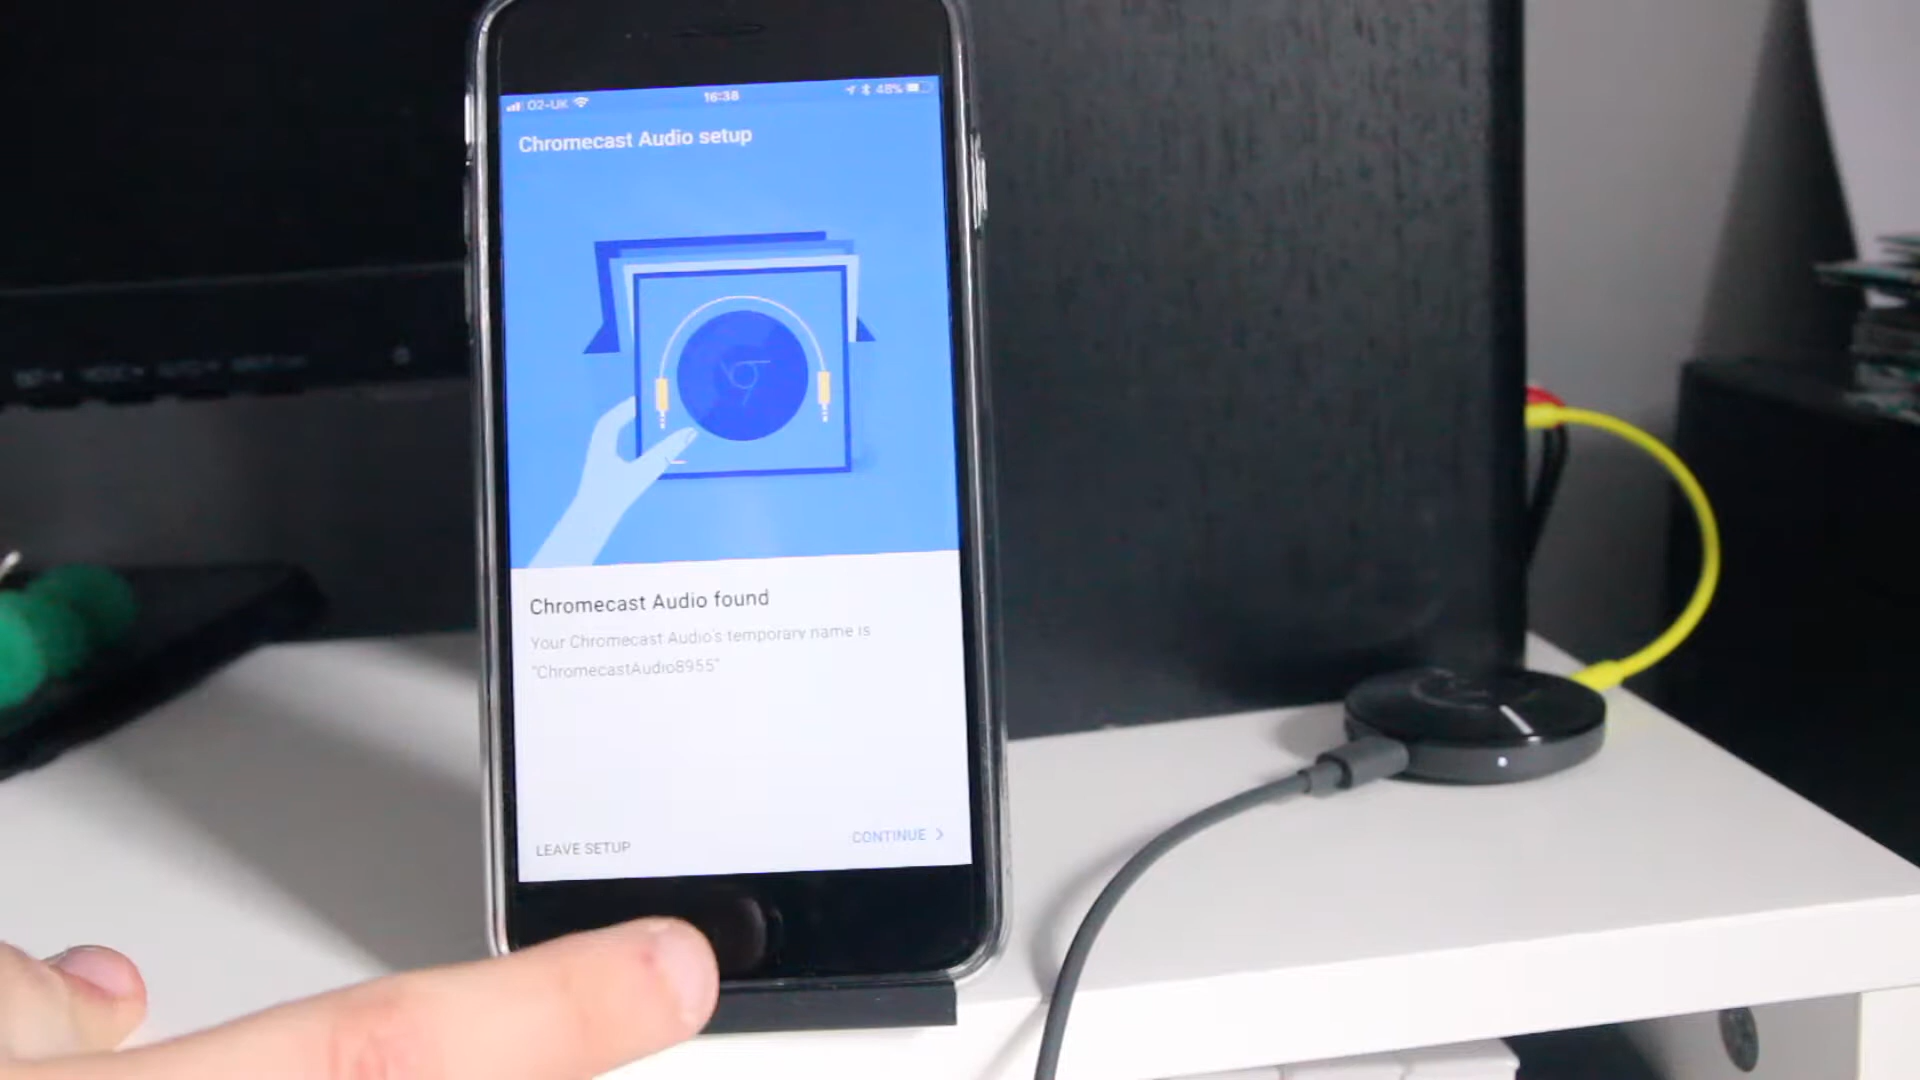 O2-UK 16:38 48%
Chromecast Audio setup
Chromecast Audio found
Your Chromecast Audio's temporary name is
"ChromecastAudio8955"
LEAVE SETUP CONTINUE